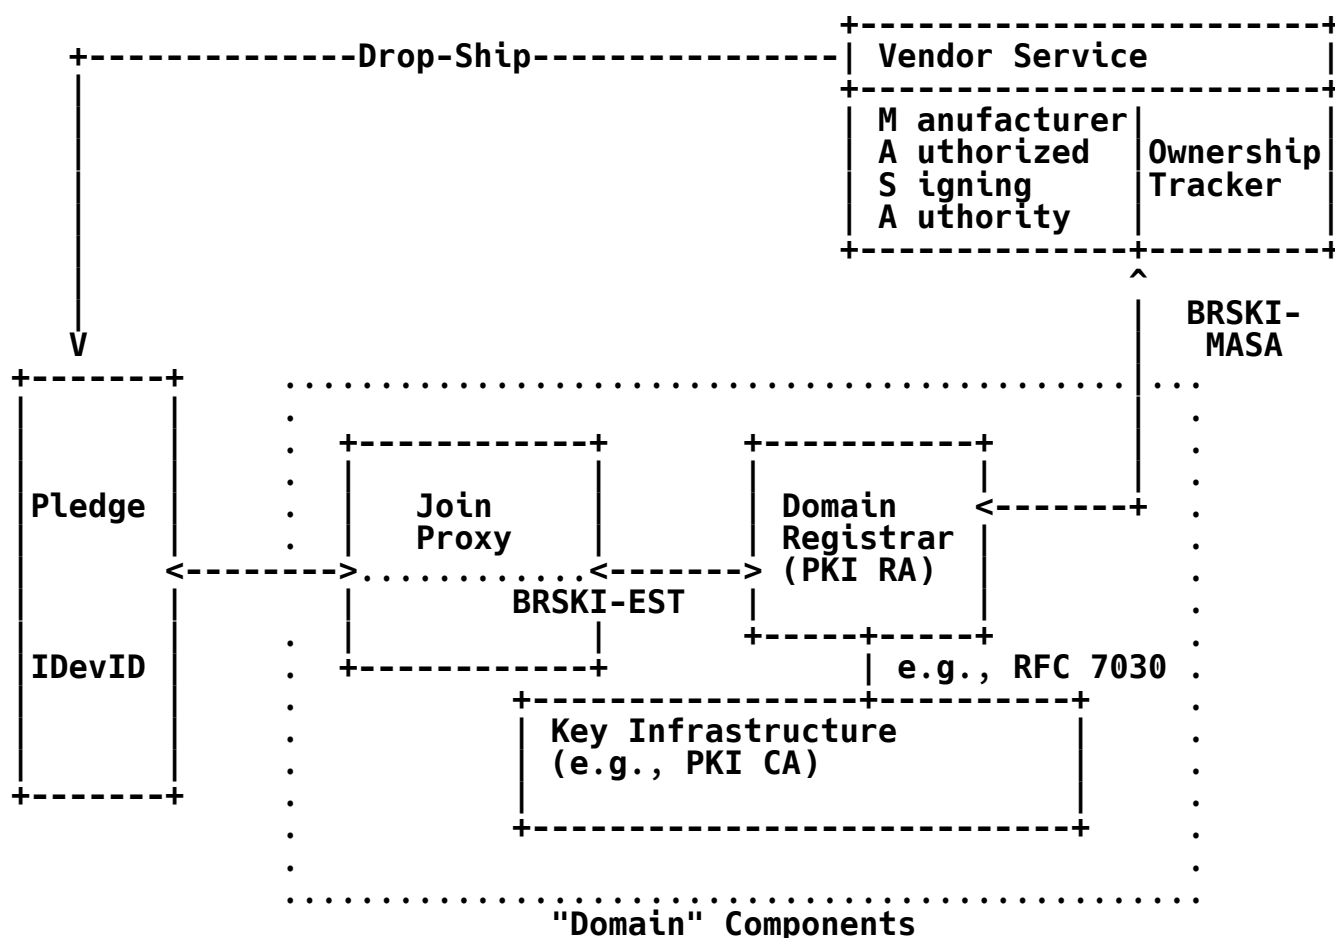 Drop-Ship
Vendor Service
M anufacturer
A uthorized
S igning
A uthority
Ownership
Tracker
BRSKI-
MASA
V
Pledge
IDevID
Join
Proxy
BRSKI-EST
Domain
Registrar
(PKI RA)
e.g., RFC 7030
Key Infrastructure
(e.g., PKI CA)
"Domain" Components